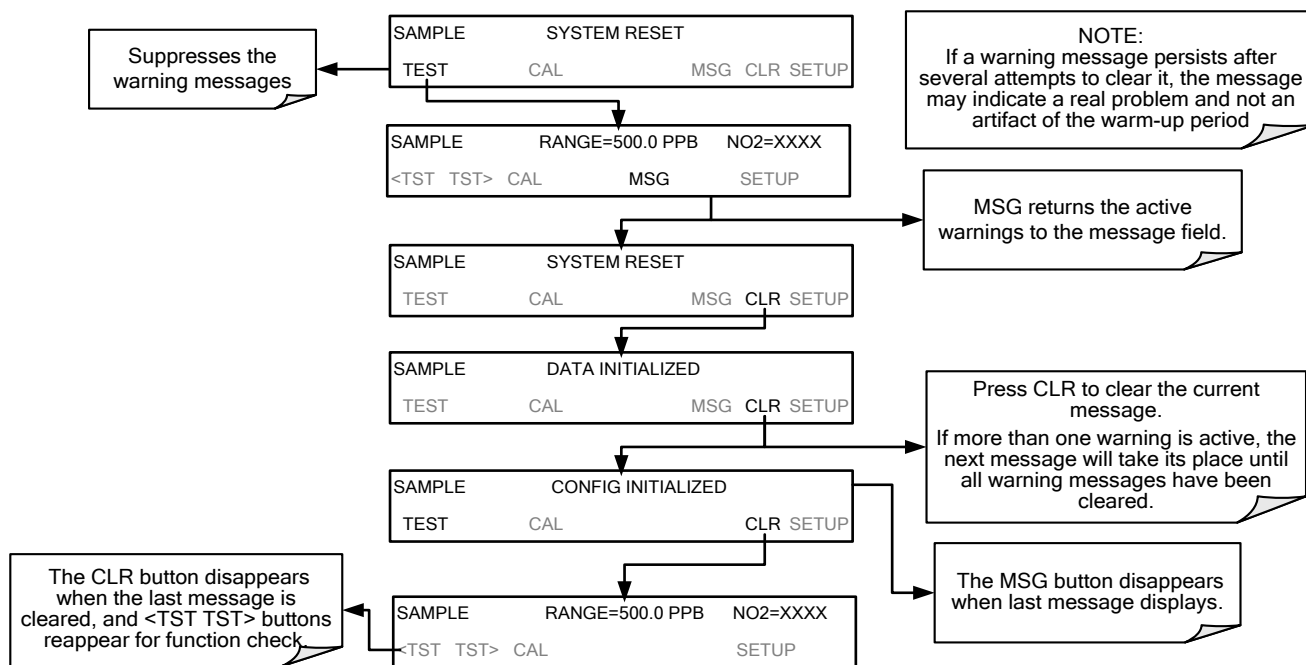 Suppresses the
warning messages
SAMPLE SYSTEM RESET
TEST CAL MSG CLR SETUP
NOTE:
If a warning message persists after
several attempts to clear it, the message
may indicate a real problem and not an
artifact of the warm-up period
SAMPLE RANGE=500.0 PPB NO2=XXXX
<TST TST> CAL MSG SETUP
MSG returns the active
warnings to the message field.
SAMPLE SYSTEM RESET
TEST CAL MSG CLR SETUP
SAMPLE DATA INITIALIZED
TEST CAL MSG CLR SETUP
Press CLR to clear the current
message.
If more than one warning is active, the
next message will take its place until
all warning messages have been
cleared.
SAMPLE CONFIG INITIALIZED
TEST CAL CLR SETUP
The MSG button disappears
when last message displays.
The CLR button disappears
when the last message is
cleared, and <TST TST> buttons
reappear for function check.
SAMPLE RANGE=500.0 PPB NO2=XXXX
<TST TST> CAL SETUP